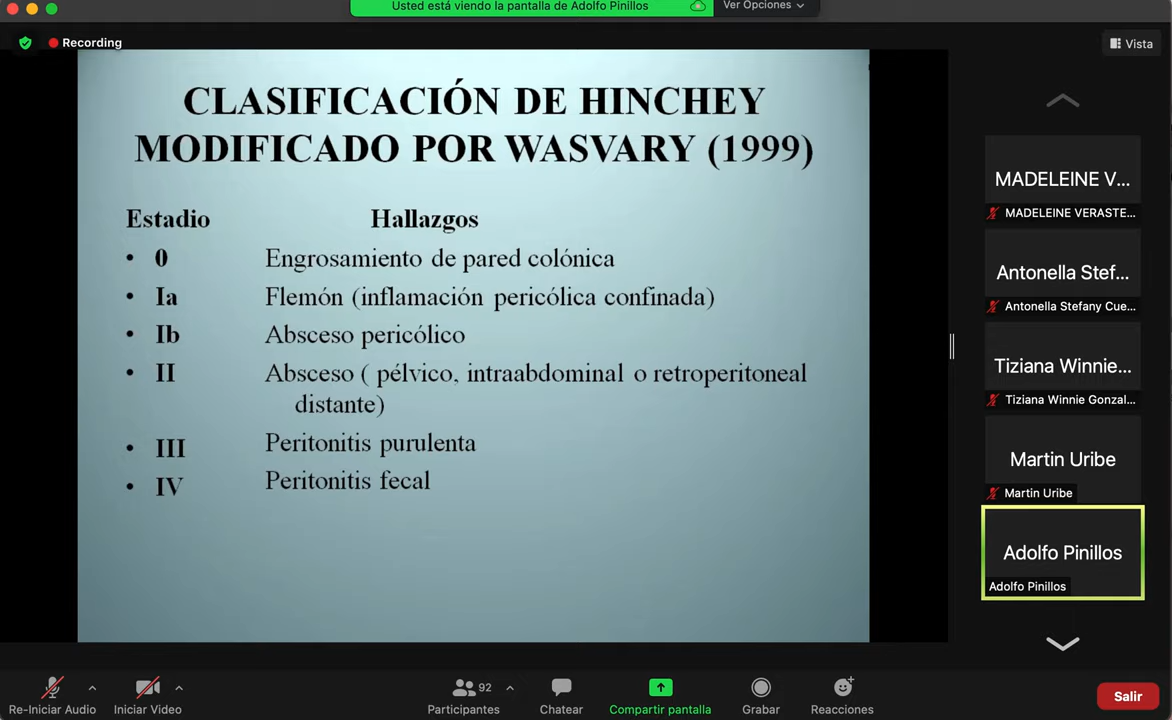 Usted está viendo la pantalla de Adolfo Pinillos
Ver Opciones
Recording
Vista
CLASIFICACIÓN DE HINCHEY
MODIFICADO POR WASVARY (1999)
Estadio Hallazgos
• 0 Engrosamiento de pared colónica
• Ia Flemón (inflamación pericólica confinada)
• Ib Absceso pericólico
• II Absceso ( pélvico, intraabdominal o retroperitoneal
distante)
• III Peritonitis purulenta
• IV Peritonitis fecal
MADELEINE V...
MADELEINE VERASTE...
Antonella Stef...
Antonella Stefany Cue...
Tiziana Winnie...
Tiziana Winnie Gonzal...
Martin Uribe
Martin Uribe
Adolfo Pinillos
Adolfo Pinillos
Re-Iniciar Audio
Iniciar Video
92
Participantes
Chatear
Compartir pantalla
Grabar
Reacciones
Salir